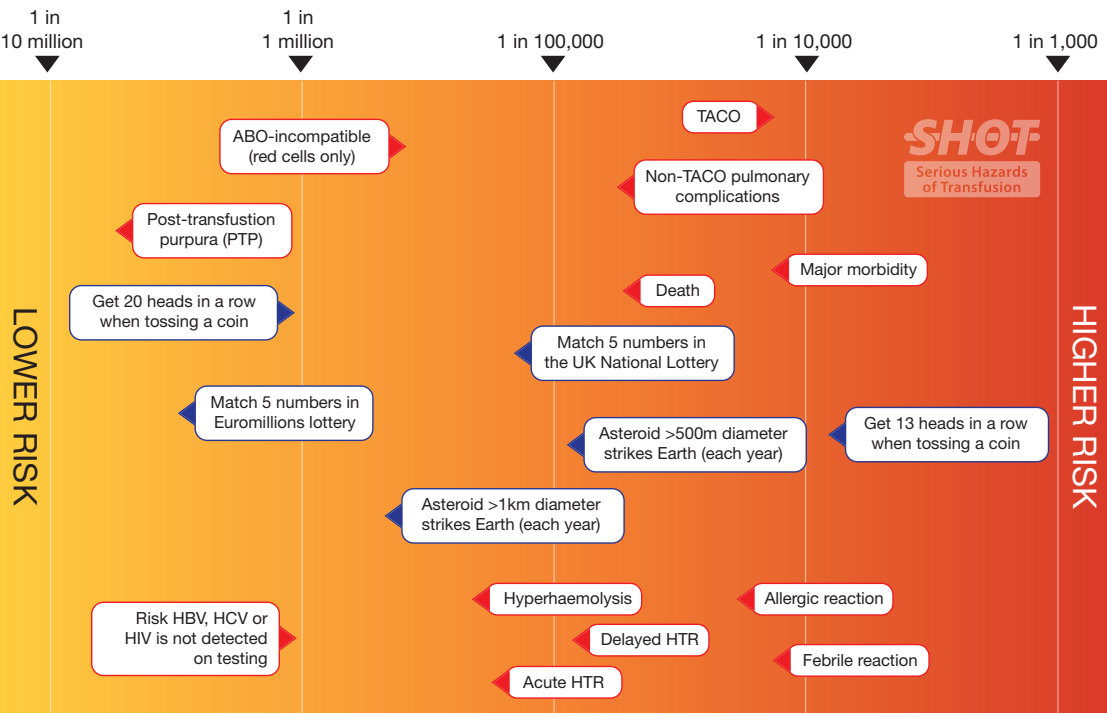 1 in
10 million
1 in
1 million
1 in 100,000
1 in 10,000
1 in 1,000
TACO
SHOT
Serious Hazards
of Transfusion
ABO-incompatible
(red cells only)
Non-TACO pulmonary
complications
Post-transfustion
purpura (PTP)
Major morbidity
Death
Get 20 heads in a row
when tossing a coin
Match 5 numbers in
the UK National Lottery
LOWER RISK
HIGHER RISK
Match 5 numbers in
Euromillions lottery
Get 13 heads in a row
when tossing a coin
Asteroid >500m diameter
strikes Earth (each year)
Asteroid >1km diameter
strikes Earth (each year)
Hyperhaemolysis
Allergic reaction
Risk HBV, HCV or
HIV is not detected
on testing
Delayed HTR
Febrile reaction
Acute HTR